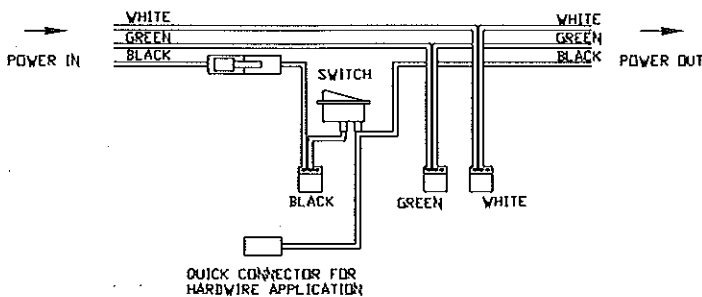 WHITE
WHITE
GREEN
GREEN
POWER IN
BLACK
BLACK
POWER OUT
SWITCH
BLACK
GREEN
WHITE
QUICK CONNECTOR FOR
HARDWIRE APPLICATION